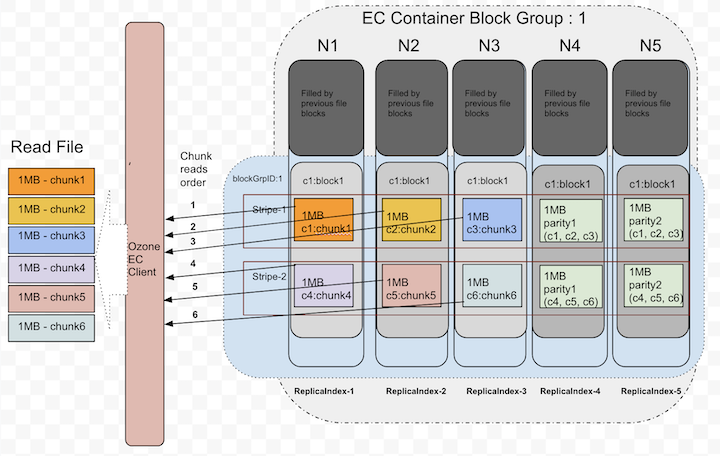 EC Container Block Group : 1
N1
N2
N3
N4
N5
Filled by
previous file
blocks
Filled by
previous file
blocks
Filled by
previous file
blocks
Filled by
previous file
blocks
Filled by
previous file
blocks
Read File
1MB - chunk1
1MB - chunk2
1MB - chunk3
1MB - chunk4
1MB - chunk5
1MB - chunk6
Ozone
EC
Client
Chunk
reads
order
1
2
3
4
5
6
blockGrpID:1
c1:block1
c1:block1
c1:block1
c1:block1
c1:block1
Stripe-1
1MB
c1:chunk1
1MB
c2:chunk2
1MB
c3:chunk3
1MB
parity1
(c1, c2, c3)
1MB
parity2
(c1, c2, c3)
Stripe-2
1MB
c4:chunk4
1MB
c5:chunk5
1MB
c6:chunk6
1MB
parity1
(c4, c5, c6)
1MB
parity2
(c4, c5, c6)
ReplicaIndex-1
ReplicaIndex-2
ReplicaIndex-3
ReplicaIndex-4
ReplicaIndex-5